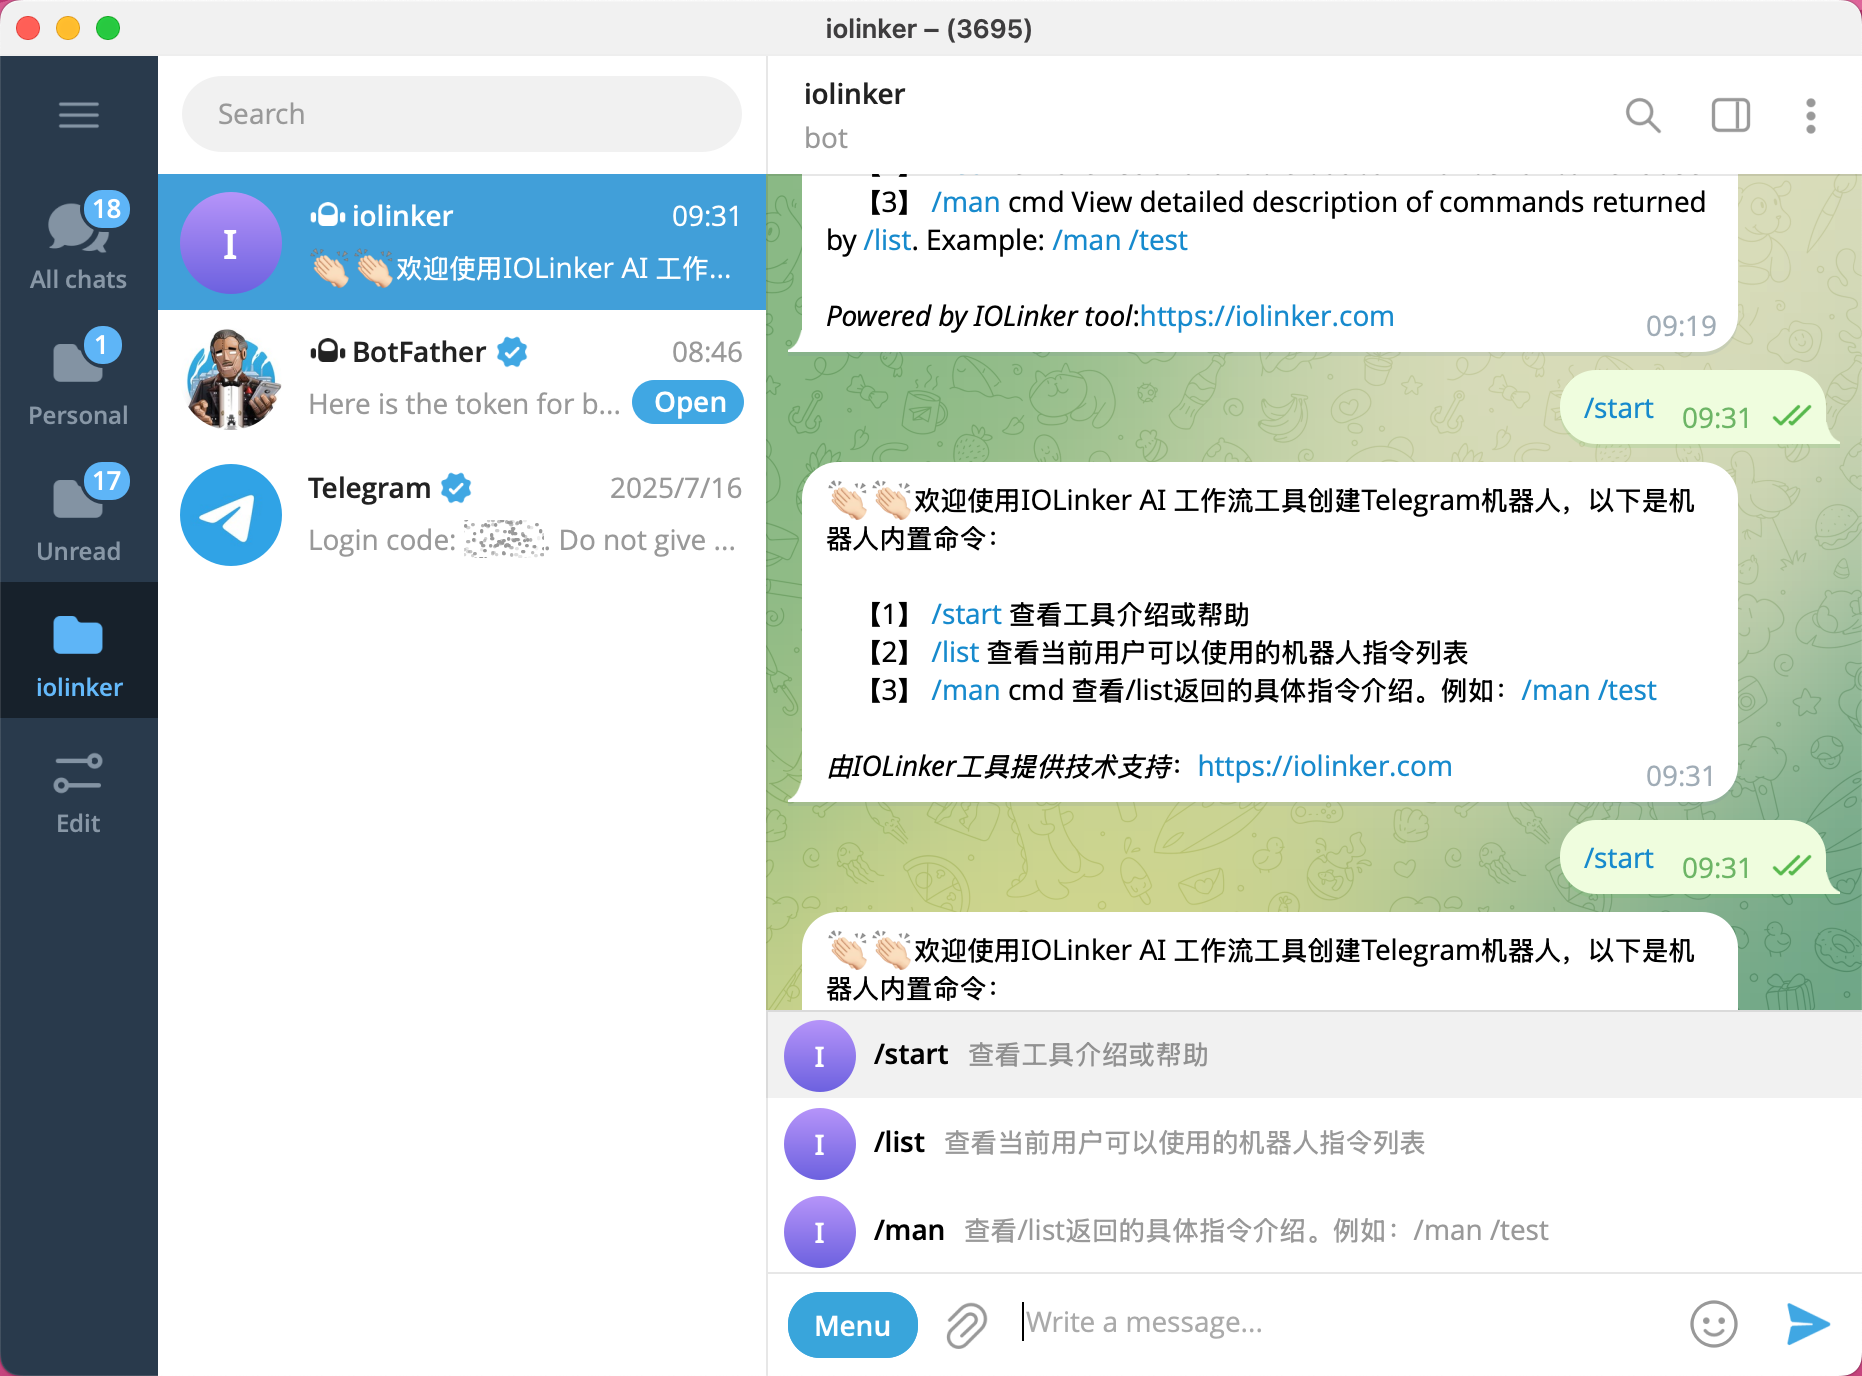 iolinker – (3695)
Search
18
All chats
1
Personal
17
Unread
iolinker
Edit
I
iolinker 09:31
👏🏻👏🏻欢迎使用IOLinker AI 工作...
BotFather 08:46
Here is the token for b... Open
Telegram 2025/7/16
Login code: . Do not give ...
iolinker
bot
【3】 /man cmd View detailed description of commands returned
by /list. Example: /man /test
Powered by IOLinker tool:https://iolinker.com
09:19
/start 09:31
👏🏻👏🏻欢迎使用IOLinker AI 工作流工具创建Telegram机器人，以下是机
器人内置命令：
【1】 /start 查看工具介绍或帮助
【2】 /list 查看当前用户可以使用的机器人指令列表
【3】 /man cmd 查看/list返回的具体指令介绍。例如：/man /test
由IOLinker工具提供技术支持：https://iolinker.com
09:31
/start 09:31
👏🏻👏🏻欢迎使用IOLinker AI 工作流工具创建Telegram机器人，以下是机
器人内置命令：
I /start 查看工具介绍或帮助
I /list 查看当前用户可以使用的机器人指令列表
I /man 查看/list返回的具体指令介绍。例如：/man /test
Menu Write a message...